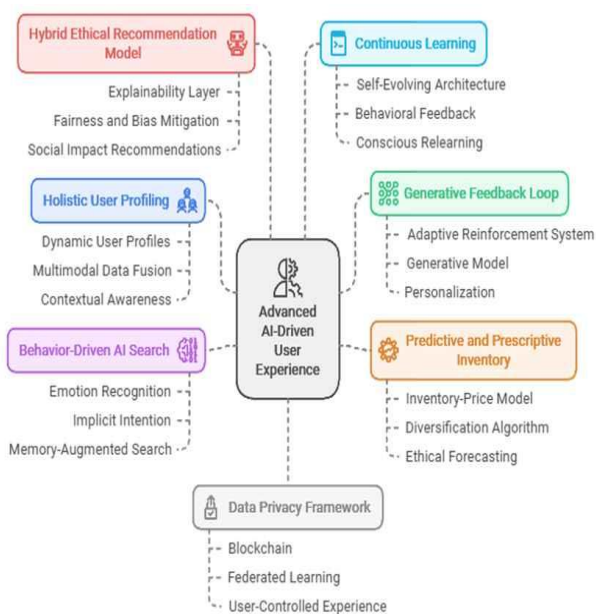 Hybrid Ethical Recommendation
Model
Explainability Layer
Fairness and Bias Mitigation
Social Impact Recommendations
Continuous Learning
Self-Evolving Architecture
Behavioral Feedback
Conscious Relearning
Holistic User Profiling
Dynamic User Profiles
Multimodal Data Fusion
Contextual Awareness
Generative Feedback Loop
Adaptive Reinforcement System
Generative Model
Personalization
Advanced
AI-Driven
User
Experience
Behavior-Driven AI Search
Emotion Recognition
Implicit Intention
Memory-Augmented Search
Predictive and Prescriptive
Inventory
Inventory-Price Model
Diversification Algorithm
Ethical Forecasting
Data Privacy Framework
Blockchain
Federated Learning
User-Controlled Experience